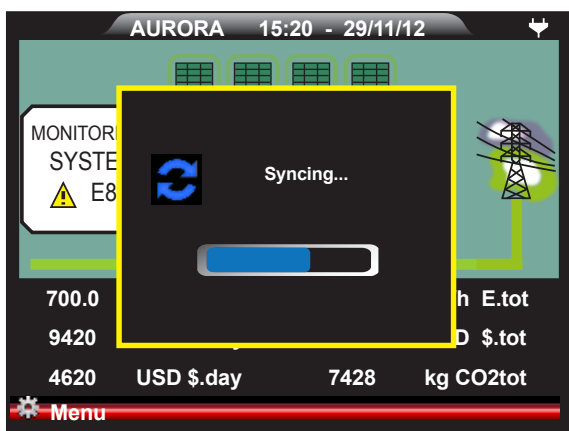 AURORA 15:20 - 29/11/12
MONITOR
SYSTE
E8
Syncing...
700.0 h E.tot
9420 D $.tot
4620 USD $.day 7428 kg CO2tot
Menu